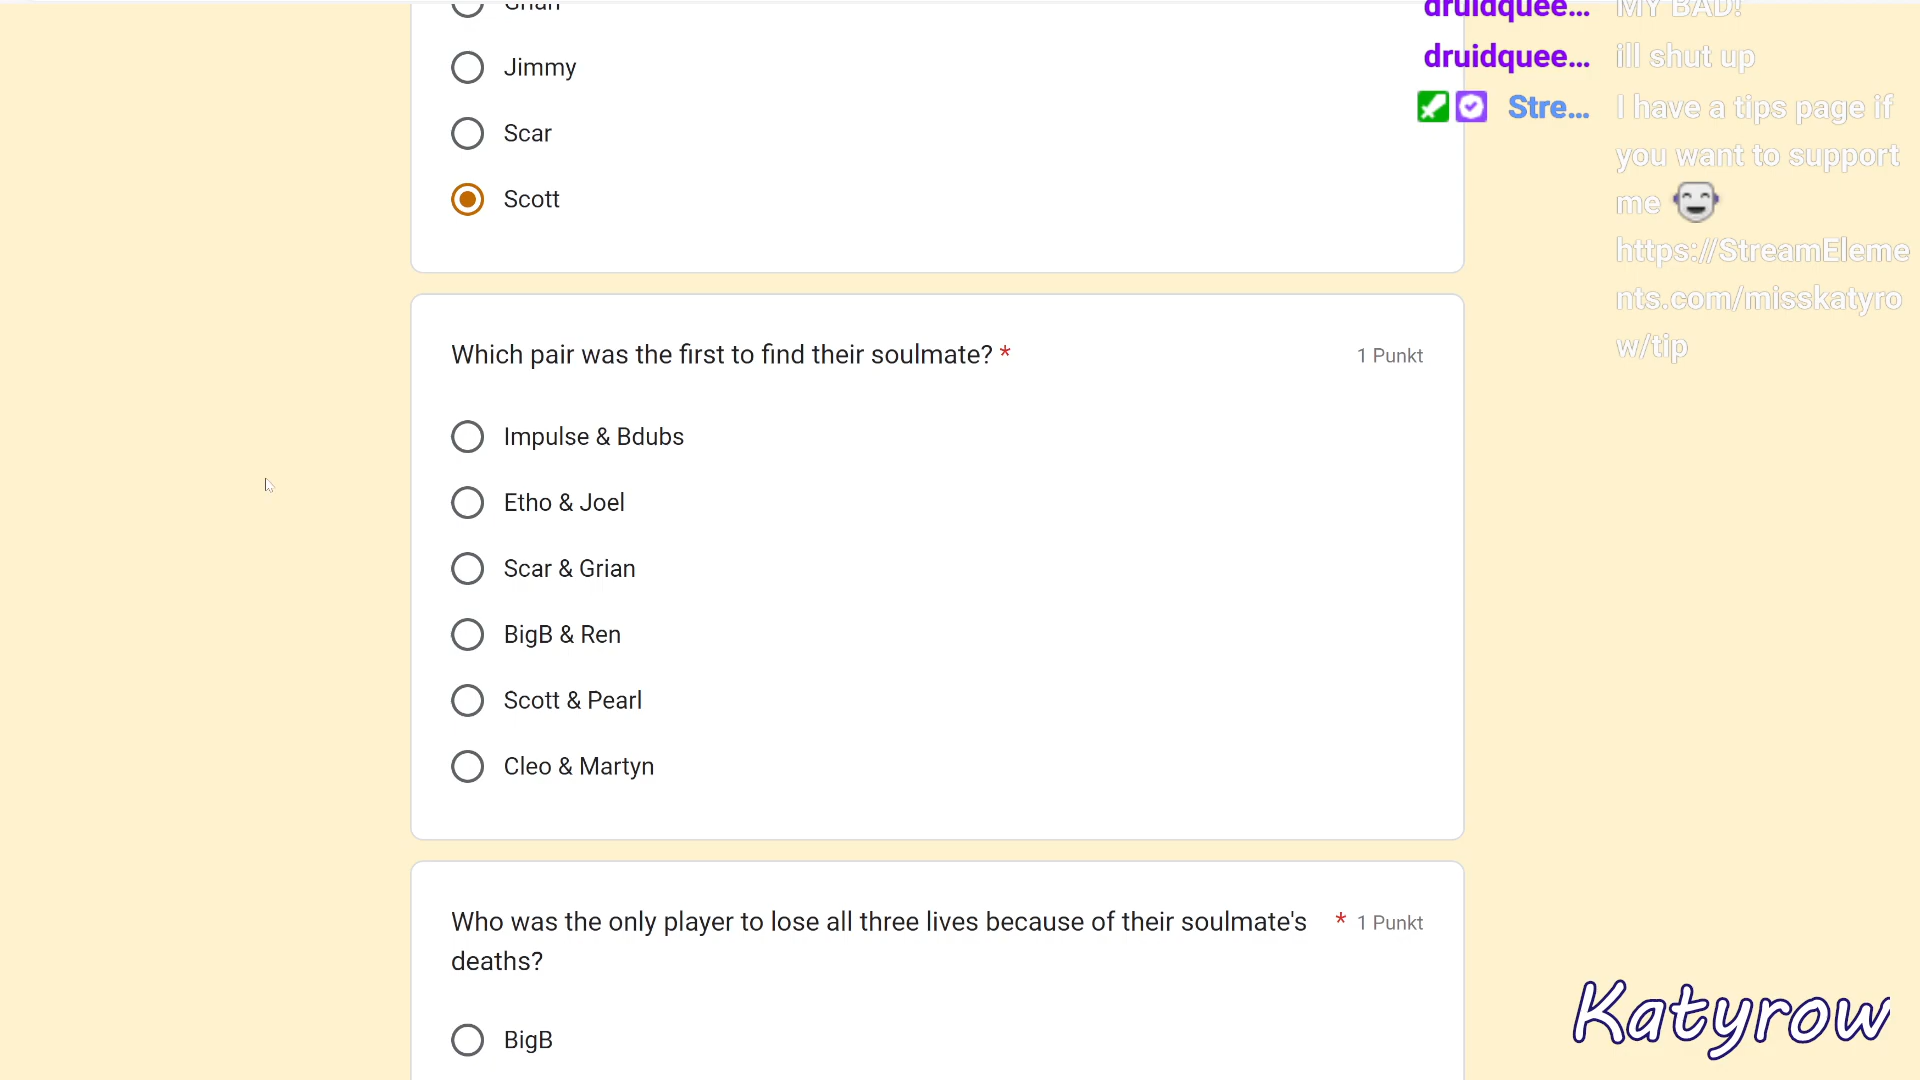 Grian
Jimmy
Scar
Scott
Which pair was the first to find their soulmate? *
1 Punkt
Impulse & Bdubs
Etho & Joel
Scar & Grian
BigB & Ren
Scott & Pearl
Cleo & Martyn
Who was the only player to lose all three lives because of their soulmate's * 1 Punkt
deaths?
BigB
druidquee... MY BAD!
druidquee... ill shut up
Stre... I have a tips page if
you want to support
me
https://StreamEleme
nts.com/misskatyro
w/tip
Katyrow